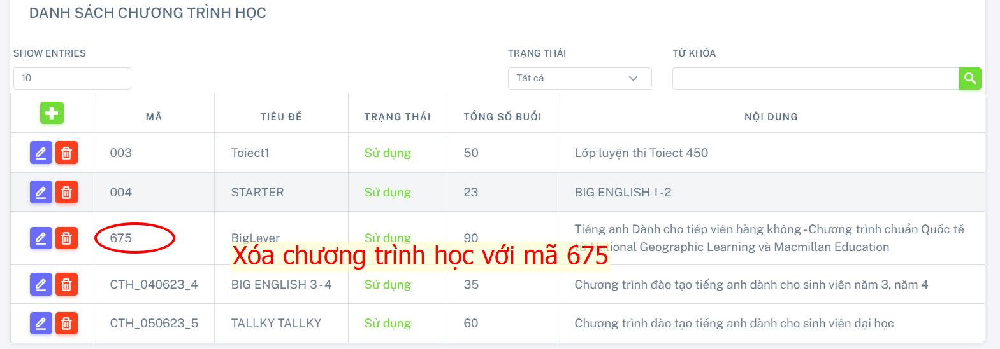 DANH SÁCH CHƯƠNG TRÌNH HỌC
SHOW ENTRIES
TRẠNG THÁI
TỪ KHÓA
10
Tất cả
MÃ TIÊU ĐỀ TRẠNG THÁI TỔNG SỐ BUỔI NỘI DUNG
003 Toiect1 Sử dụng 50 Lớp luyện thi Toiect 450
004 STARTER Sử dụng 23 BIG ENGLISH 1 - 2
675 BigLever Sử dụng 90 Tiếng anh Dành cho tiếp viên hàng không - Chương trình chuẩn Quốc tế
từ National Geographic Learning và Macmillan Education
Xóa chương trình học với mã 675
CTH_040623_4 BIG ENGLISH 3 - 4 Sử dụng 35 Chương trình đào tạo tiếng anh dành cho sinh viên năm 3, năm 4
CTH_050623_5 TALLKY TALLKY Sử dụng 60 Chương trình đào tạo tiếng anh dành cho sinh viên đại học